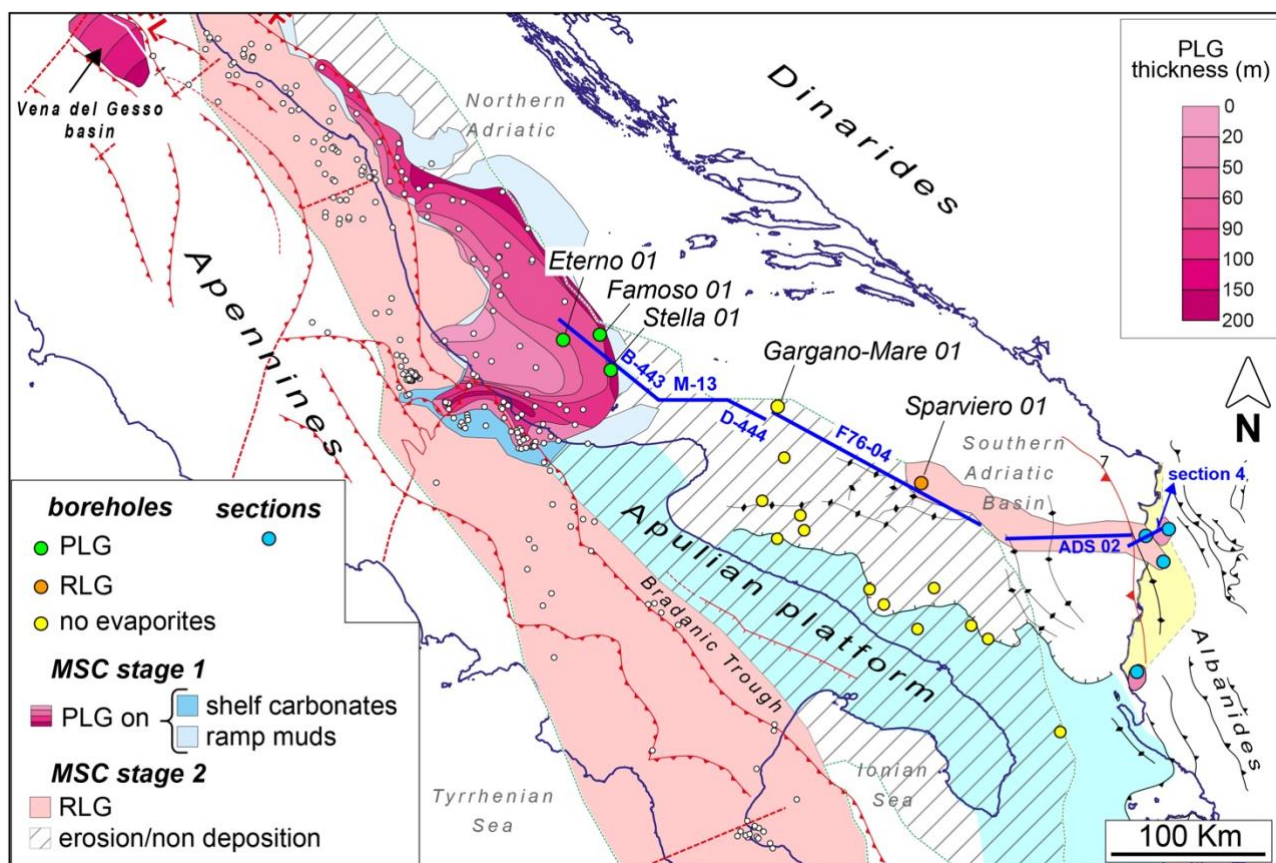 Vena del Gesso
basin
Northern
Adriatic
Dinarides
PLG
thickness (m)
0
20
50
60
90
100
150
200
Apennines
Eterno 01
Famoso 01
Stella 01
B-443
M-13
D-444
Gargano-Mare 01
F76-04
Sparviero 01
Southern
Adriatic
Basin
7
section 4
N
ADS 02
Apulian platform
Bradanic Trough
Albanides
Ionian
Sea
Tyrrhenian
Sea
100 Km
boreholes
sections
PLG
RLG
no evaporites
MSC stage 1
PLG on
shelf carbonates
ramp muds
MSC stage 2
RLG
erosion/non deposition